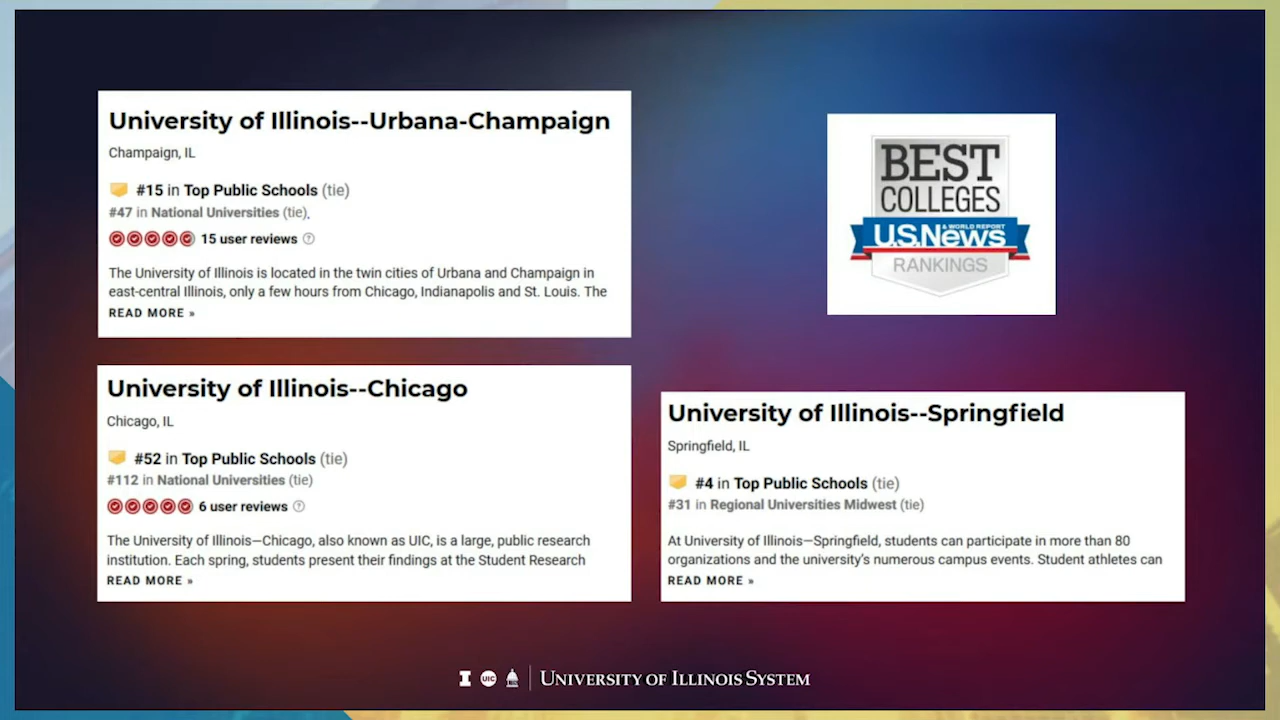 University of Illinois--Urbana-Champaign
Champaign, IL
#15 in Top Public Schools (tie)
#47 in National Universities (tie).
15 user reviews ?
The University of Illinois is located in the twin cities of Urbana and Champaign in
east-central Illinois, only a few hours from Chicago, Indianapolis and St. Louis. The
READ MORE »
BEST
COLLEGES
U.S.News
& WORLD REPORT
RANKINGS
University of Illinois--Chicago
Chicago, IL
#52 in Top Public Schools (tie)
#112 in National Universities (tie)
6 user reviews ?
The University of Illinois—Chicago, also known as UIC, is a large, public research
institution. Each spring, students present their findings at the Student Research
READ MORE »
University of Illinois--Springfield
Springfield, IL
#4 in Top Public Schools (tie)
#31 in Regional Universities Midwest (tie)
At University of Illinois—Springfield, students can participate in more than 80
organizations and the university's numerous campus events. Student athletes can
READ MORE »
I UIC UNIVERSITY OF ILLINOIS SYSTEM